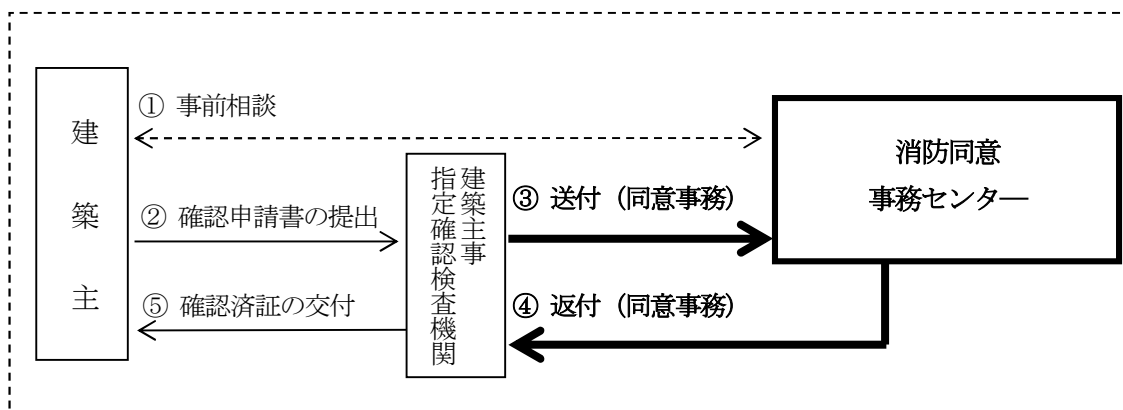 建築主
① 事前相談
② 確認申請書の提出
⑤ 確認済証の交付
建築主事
指定確認検査機関
③ 送付（同意事務）
④ 返付（同意事務）
消防同意
事務センター